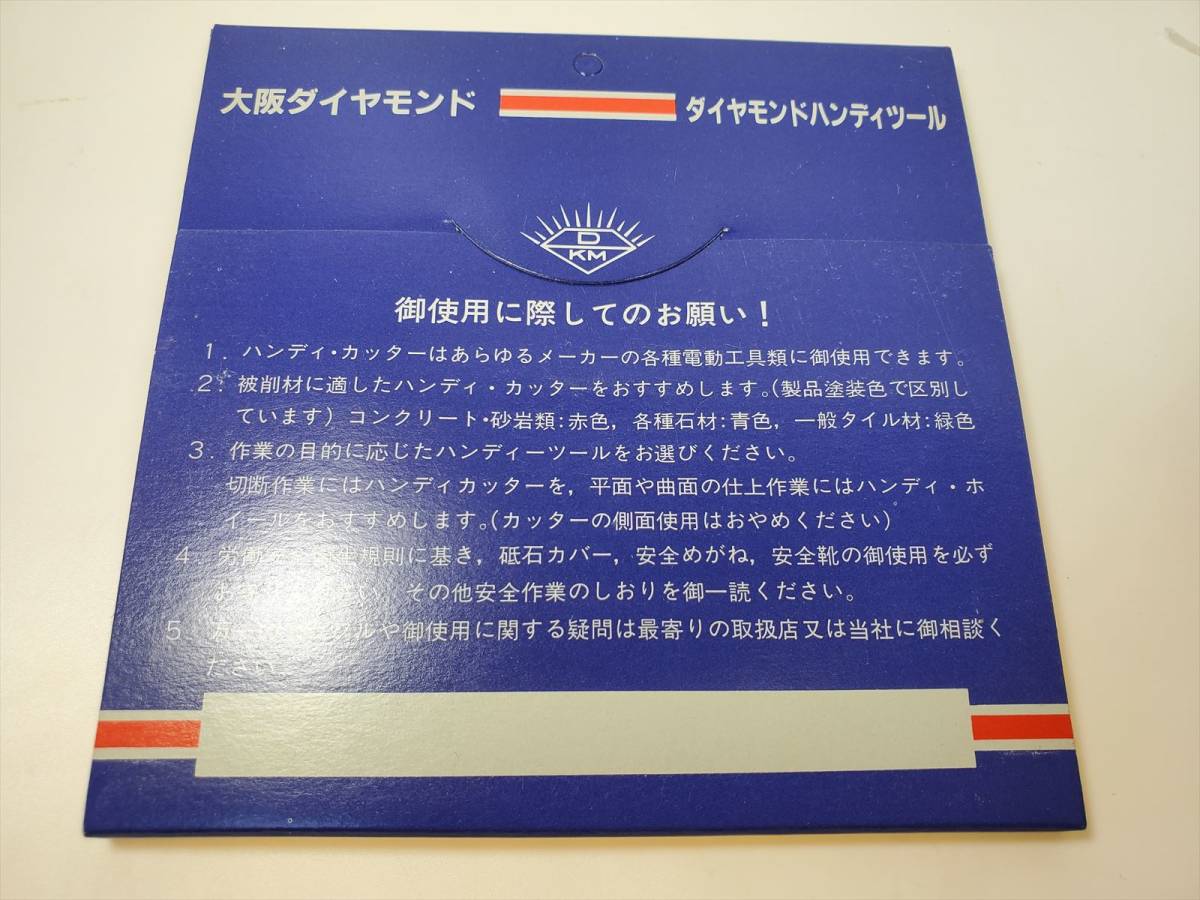 大阪ダイヤモンド ダイヤモンドハンディツール
D
KM
御使用に際してのお願い!
1. ハンディ・カッターはあらゆるメーカーの各種電動工具類に御使用できます。
2. 被削材に適したハンディ・カッターをおすすめします。(製品塗装色で区別し
ています) コンクリート・砂岩類:赤色, 各種石材:青色, 一般タイル材:緑色
3. 作業の目的に応じたハンディーツールをお選びください。
切断作業にはハンディカッターを, 平面や曲面の仕上作業にはハンディ・ホ
イールをおすすめします。(カッターの側面使用はおやめください)
4 労働 規則に基き, 砥石カバー, 安全めがね, 安全靴の御使用を必ず
お その他安全作業のしおりを御一読ください。
5 万一 ルや御使用に関する疑問は最寄りの取扱店又は当社に御相談く
ださい。